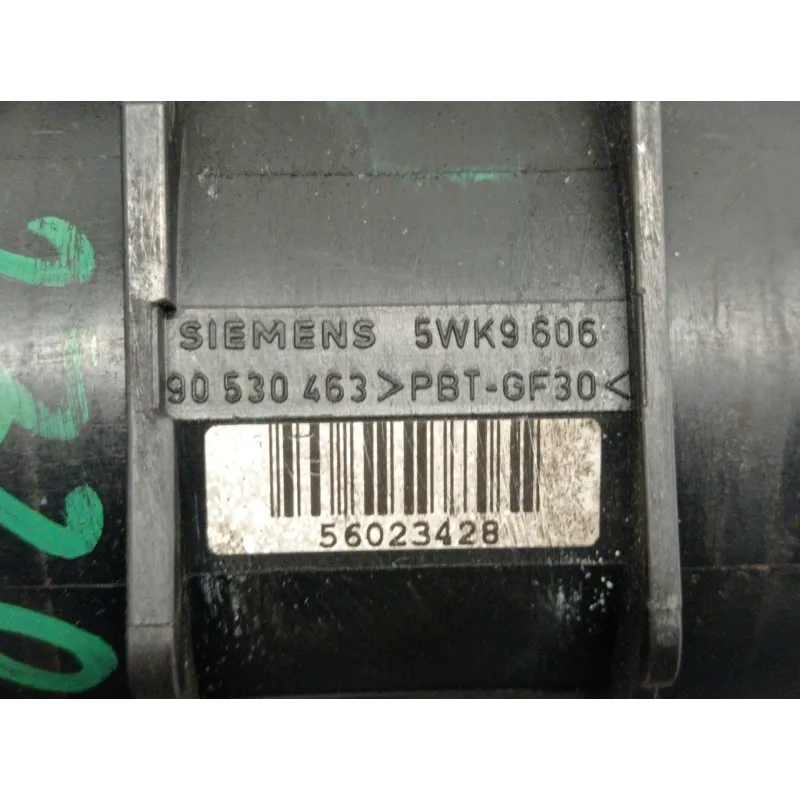 SIEMENS 5WK9 606
90 530 463 >PBT-GF30<
56023428